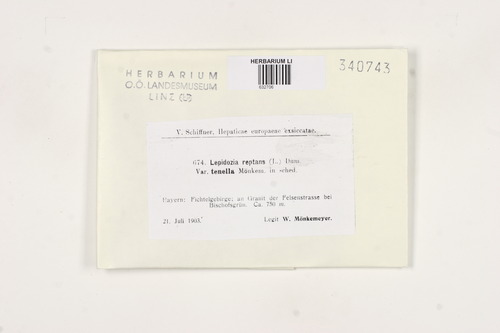 HERBARIUM
O.Ö. LANDESMUSEUM
LINZ
HERBARIUM LI
340743
V. Schiffner, Hepaticae europaeae exsiccatae.
674. Lepidozia reptans (L.) Dum.
Var. tenella Mönkem. in sched.
Bayern: Fichtelgebirge; an Granit der Felsenstrasse bei
Bischofsgrün. Ca. 750 m.
21. Juli 1903.
Legit W. Mönkemeyer.